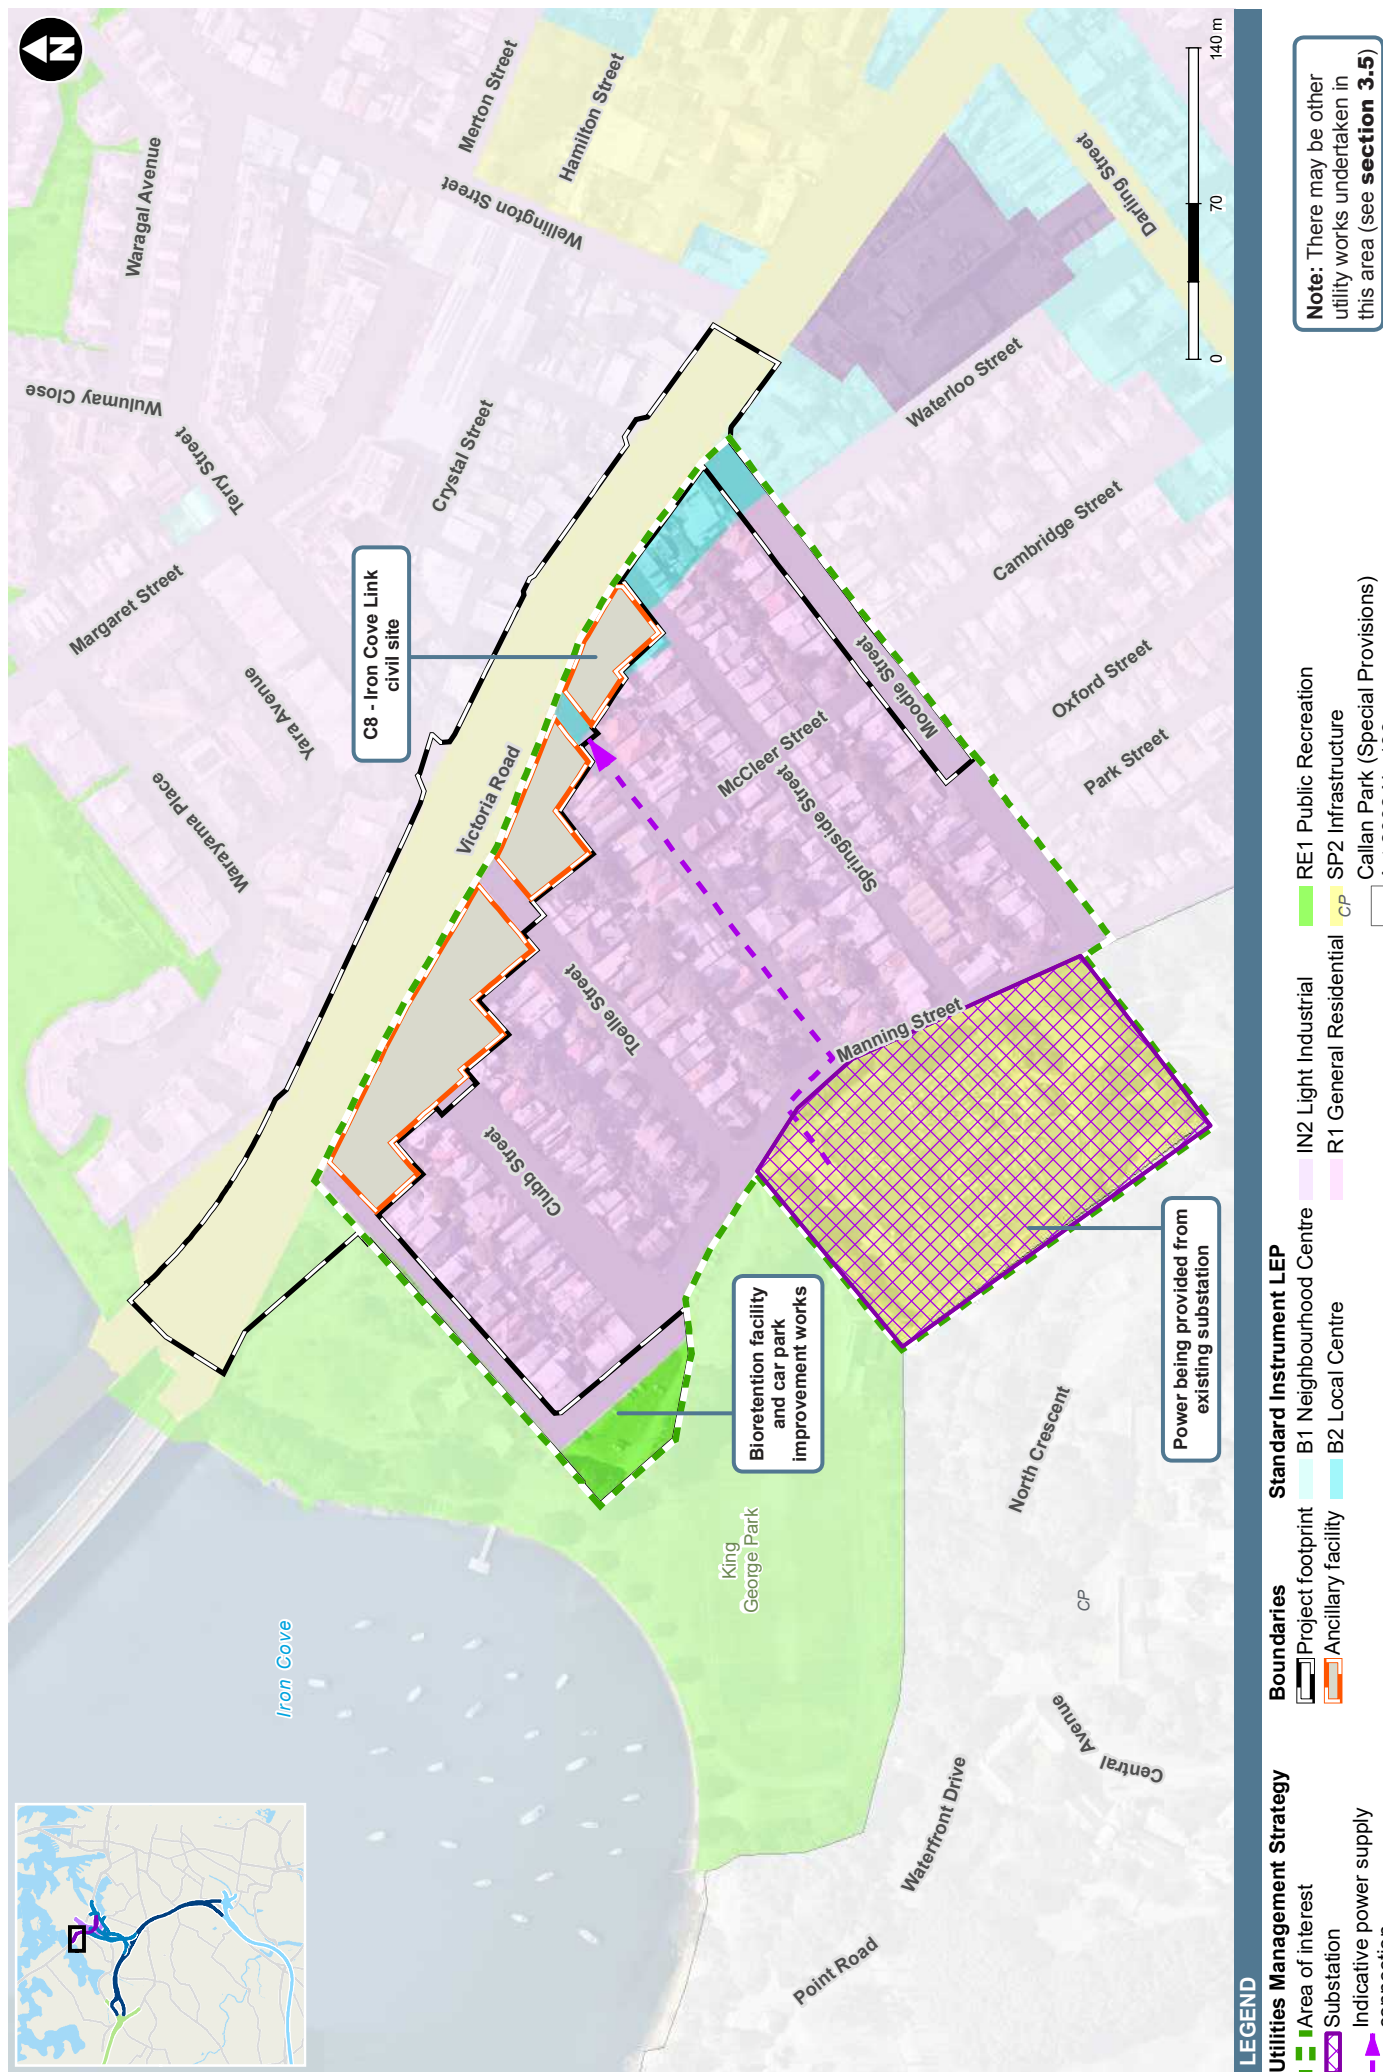 N
Waragal Avenue
Merton Street
Hamilton Street
Wellington Street
Wulumay Close
Terry Street
Crystal Street
Margaret Street
Yara Avenue
Warayama Place
Victoria Road
C8 - Iron Cove Link
civil site
Darling Street
Waterloo Street
Cambridge Street
Oxford Street
Park Street
Moodie Street
McCleer Street
Springside Street
Toelle Street
Clubb Street
Manning Street
Iron Cove
King
George Park
Bioretention facility
and car park
improvement works
Power being provided from
existing substation
North Crescent
CP
Central
Avenue
Waterfront Drive
Point Road
0 70 140 m
LEGEND
Utilities Management Strategy
Area of interest
Substation
Indicative power supply
Boundaries
Project footprint
Ancillary facility
Standard Instrument LEP
B1 Neighbourhood Centre
B2 Local Centre
IN2 Light Industrial
R1 General Residential
RE1 Public Recreation
SP2 Infrastructure
CP
Callan Park (Special Provisions)
Note: There may be other
utility works undertaken in
this area (see section 3.5)